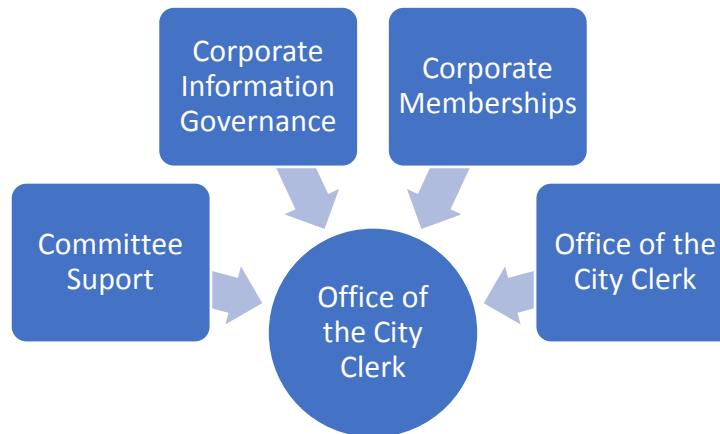 Corporate
Information
Governance
Corporate
Memberships
Committee
Suport
Office of the
City Clerk
Office of
the City
Clerk